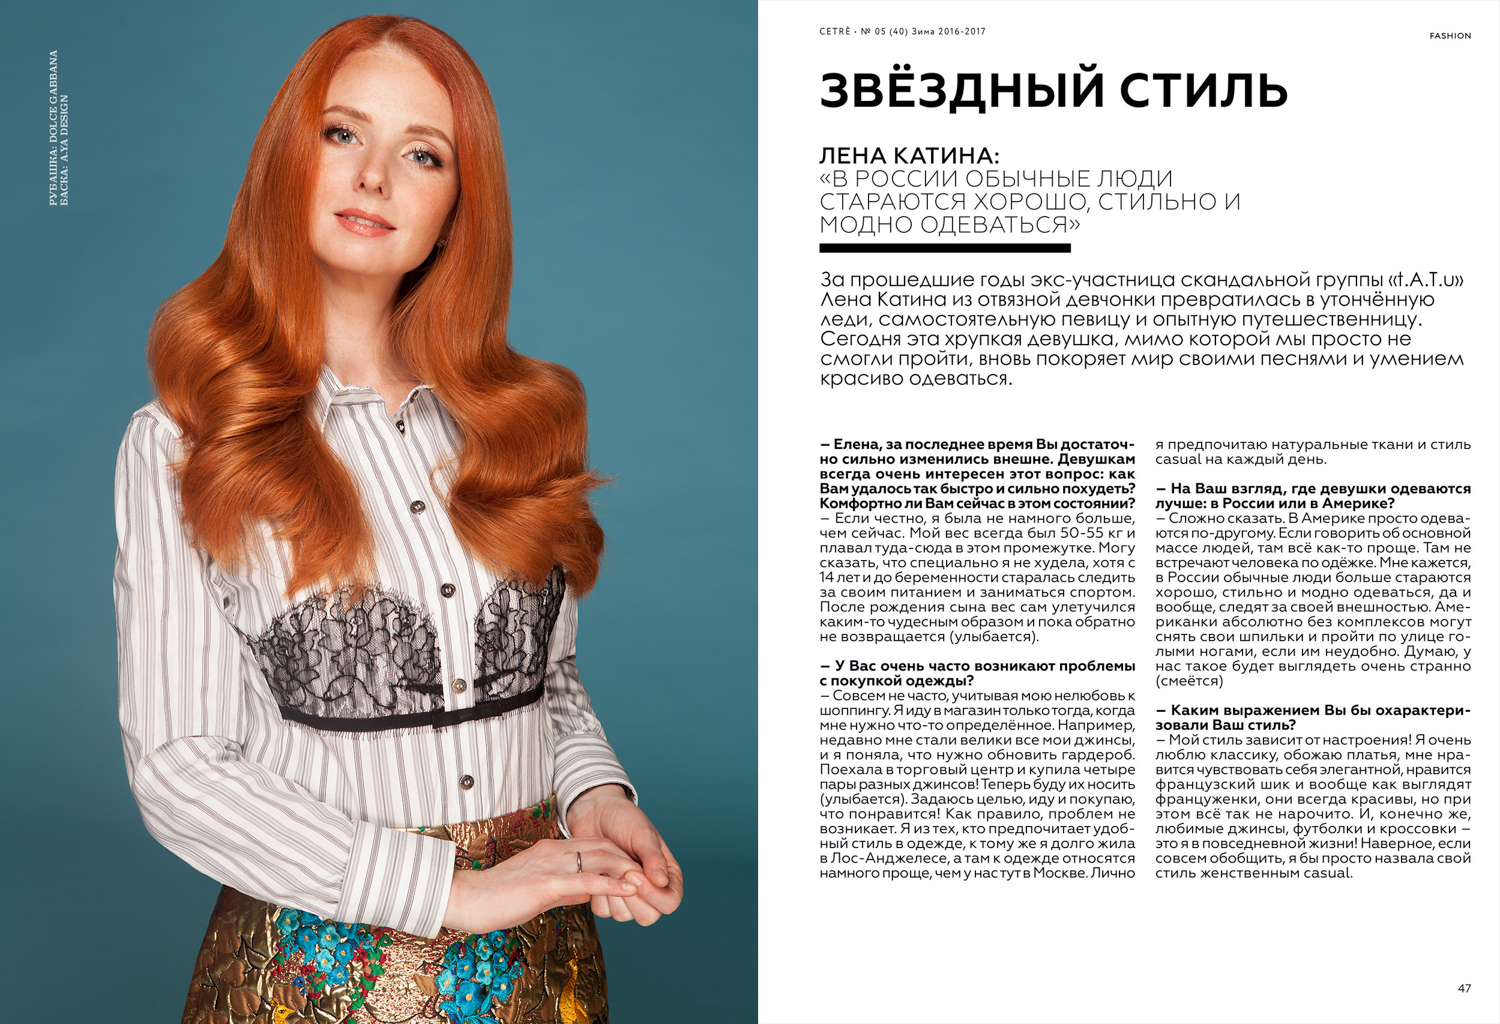 РУБАШКА: DOLCE GABBANA
БАСКА: A.YA DESIGN
CETRÈ • № 05 (40) Зима 2016-2017
FASHION
ЗВЁЗДНЫЙ СТИЛЬ
ЛЕНА КАТИНА:
«В РОССИИ ОБЫЧНЫЕ ЛЮДИ
СТАРАЮТСЯ ХОРОШО, СТИЛЬНО И
МОДНО ОДЕВАТЬСЯ»
За прошедшие годы экс-участница скандальной группы «t.A.T.u»
Лена Катина из отвязной девчонки превратилась в утончённую
леди, самостоятельную певицу и опытную путешественницу.
Сегодня эта хрупкая девушка, мимо которой мы просто не
смогли пройти, вновь покоряет мир своими песнями и умением
красиво одеваться.
– Елена, за последнее время Вы достаточ-
но сильно изменились внешне. Девушкам
всегда очень интересен этот вопрос: как
Вам удалось так быстро и сильно похудеть?
Комфортно ли Вам сейчас в этом состоянии?
– Если честно, я была не намного больше,
чем сейчас. Мой вес всегда был 50-55 кг и
плавал туда-сюда в этом промежутке. Могу
сказать, что специально я не худела, хотя с
14 лет и до беременности старалась следить
за своим питанием и заниматься спортом.
После рождения сына вес сам улетучился
каким-то чудесным образом и пока обратно
не возвращается (улыбается).
– У Вас очень часто возникают проблемы
с покупкой одежды?
– Совсем не часто, учитывая мою нелюбовь к
шоппингу. Я иду в магазин только тогда, когда
мне нужно что-то определённое. Например,
недавно мне стали велики все мои джинсы,
и я поняла, что нужно обновить гардероб.
Поехала в торговый центр и купила четыре
пары разных джинсов! Теперь буду их носить
(улыбается). Задаюсь целью, иду и покупаю,
что понравится! Как правило, проблем не
возникает. Я из тех, кто предпочитает удоб-
ный стиль в одежде, к тому же я долго жила
в Лос-Анджелесе, а там к одежде относятся
намного проще, чем у нас тут в Москве. Лично
я предпочитаю натуральные ткани и стиль
casual на каждый день.
– На Ваш взгляд, где девушки одеваются
лучше: в России или в Америке?
– Сложно сказать. В Америке просто одева-
ются по-другому. Если говорить об основной
массе людей, там всё как-то проще. Там не
встречают человека по одёжке. Мне кажется,
в России обычные люди больше стараются
хорошо, стильно и модно одеваться, да и
вообще, следят за своей внешностью. Аме-
риканки абсолютно без комплексов могут
снять свои шпильки и пройти по улице го-
лыми ногами, если им неудобно. Думаю, у
нас такое будет выглядеть очень странно
(смеётся)
– Каким выражением Вы бы охарактери-
зовали Ваш стиль?
– Мой стиль зависит от настроения! Я очень
люблю классику, обожаю платья, мне нра-
вится чувствовать себя элегантной, нравится
французский шик и вообще как выглядят
француженки, они всегда красивы, но при
этом всё так не нарочито. И, конечно же,
любимые джинсы, футболки и кроссовки –
это я в повседневной жизни! Наверное, если
совсем обобщить, я бы просто назвала свой
стиль женственным casual.
47